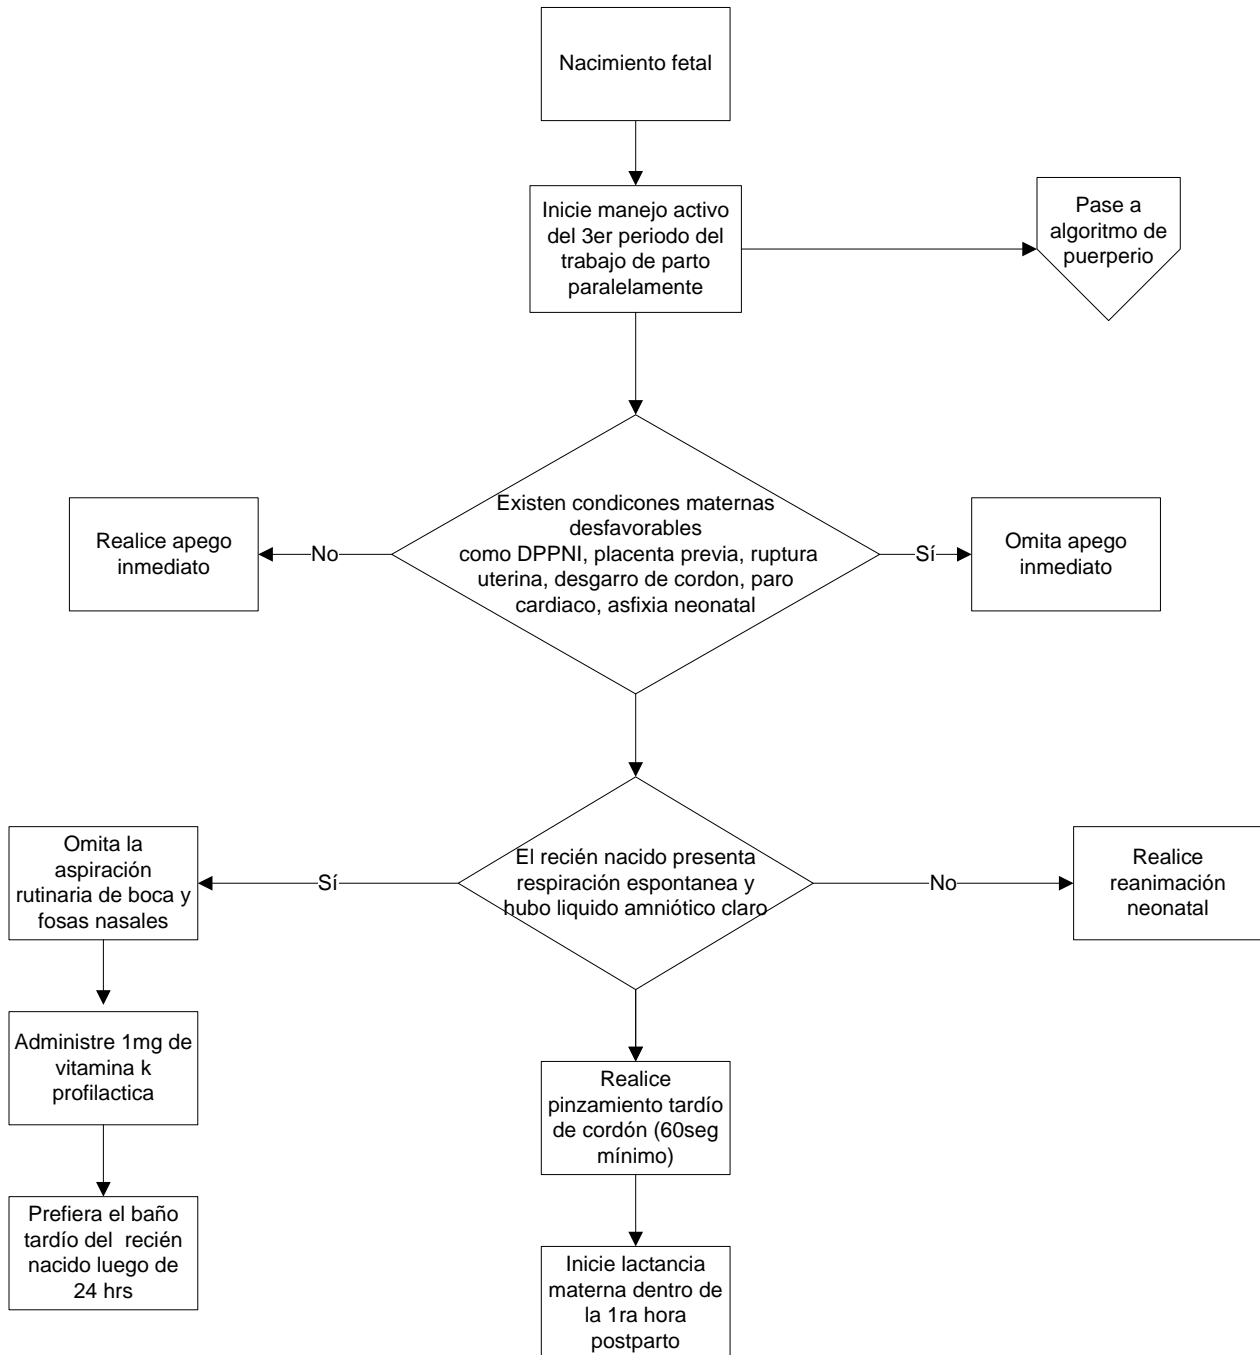 Nacimiento fetal
Inicie manejo activo
del 3er periodo del
trabajo de parto
paralelamente
Pase a
algoritmo de
puerperio
Existen condicones maternas
desfavorables
como DPPNI, placenta previa, ruptura
uterina, desgarro de cordon, paro
cardiaco, asfixia neonatal
No
Realice apego
inmediato
Sí
Omita apego
inmediato
El recién nacido presenta
respiración espontanea y
hubo liquido amniótico claro
Sí
Omita la
aspiración
rutinaria de boca y
fosas nasales
No
Realice
reanimación
neonatal
Administre 1mg de
vitamina k
profilactica
Realice
pinzamiento tardío
de cordón (60seg
mínimo)
Prefiera el baño
tardío del recién
nacido luego de
24 hrs
Inicie lactancia
materna dentro de
la 1ra hora
postparto